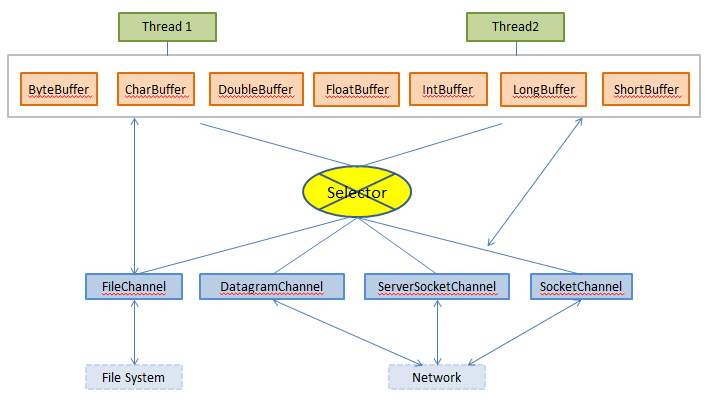 Thread 1
Thread2
ByteBuffer
CharBuffer
DoubleBuffer
FloatBuffer
IntBuffer
LongBuffer
ShortBuffer
Selector
FileChannel
DatagramChannel
ServerSocketChannel
SocketChannel
File System
Network